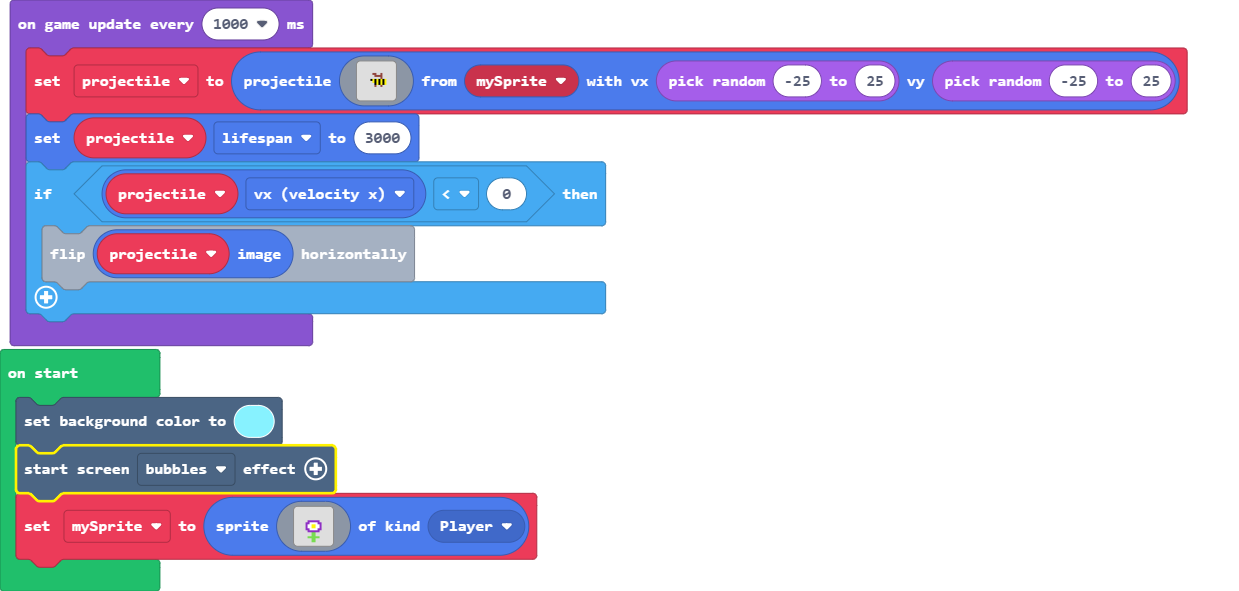 on game update every 1000 ms
set projectile to projectile from mySprite with vx pick random -25 to 25 vy pick random -25 to 25
set projectile lifespan to 3000
if projectile vx (velocity x) < 0 then
flip projectile image horizontally
on start
set background color to
start screen bubbles effect
set mySprite to sprite of kind Player